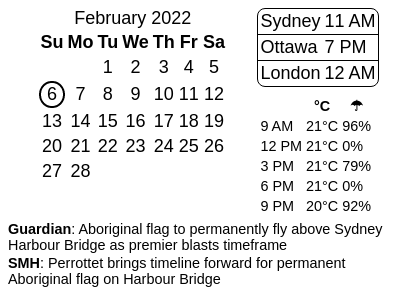 February 2022
Su Mo Tu We Th Fr Sa
1 2 3 4 5
6 7 8 9 10 11 12
13 14 15 16 17 18 19
20 21 22 23 24 25 26
27 28
Sydney 11 AM
Ottawa 7 PM
London 12 AM
°C ☂
9 AM 21°C 96%
12 PM 21°C 0%
3 PM 21°C 79%
6 PM 21°C 0%
9 PM 20°C 92%
Guardian: Aboriginal flag to permanently fly above Sydney
Harbour Bridge as premier blasts timeframe
SMH: Perrottet brings timeline forward for permanent
Aboriginal flag on Harbour Bridge